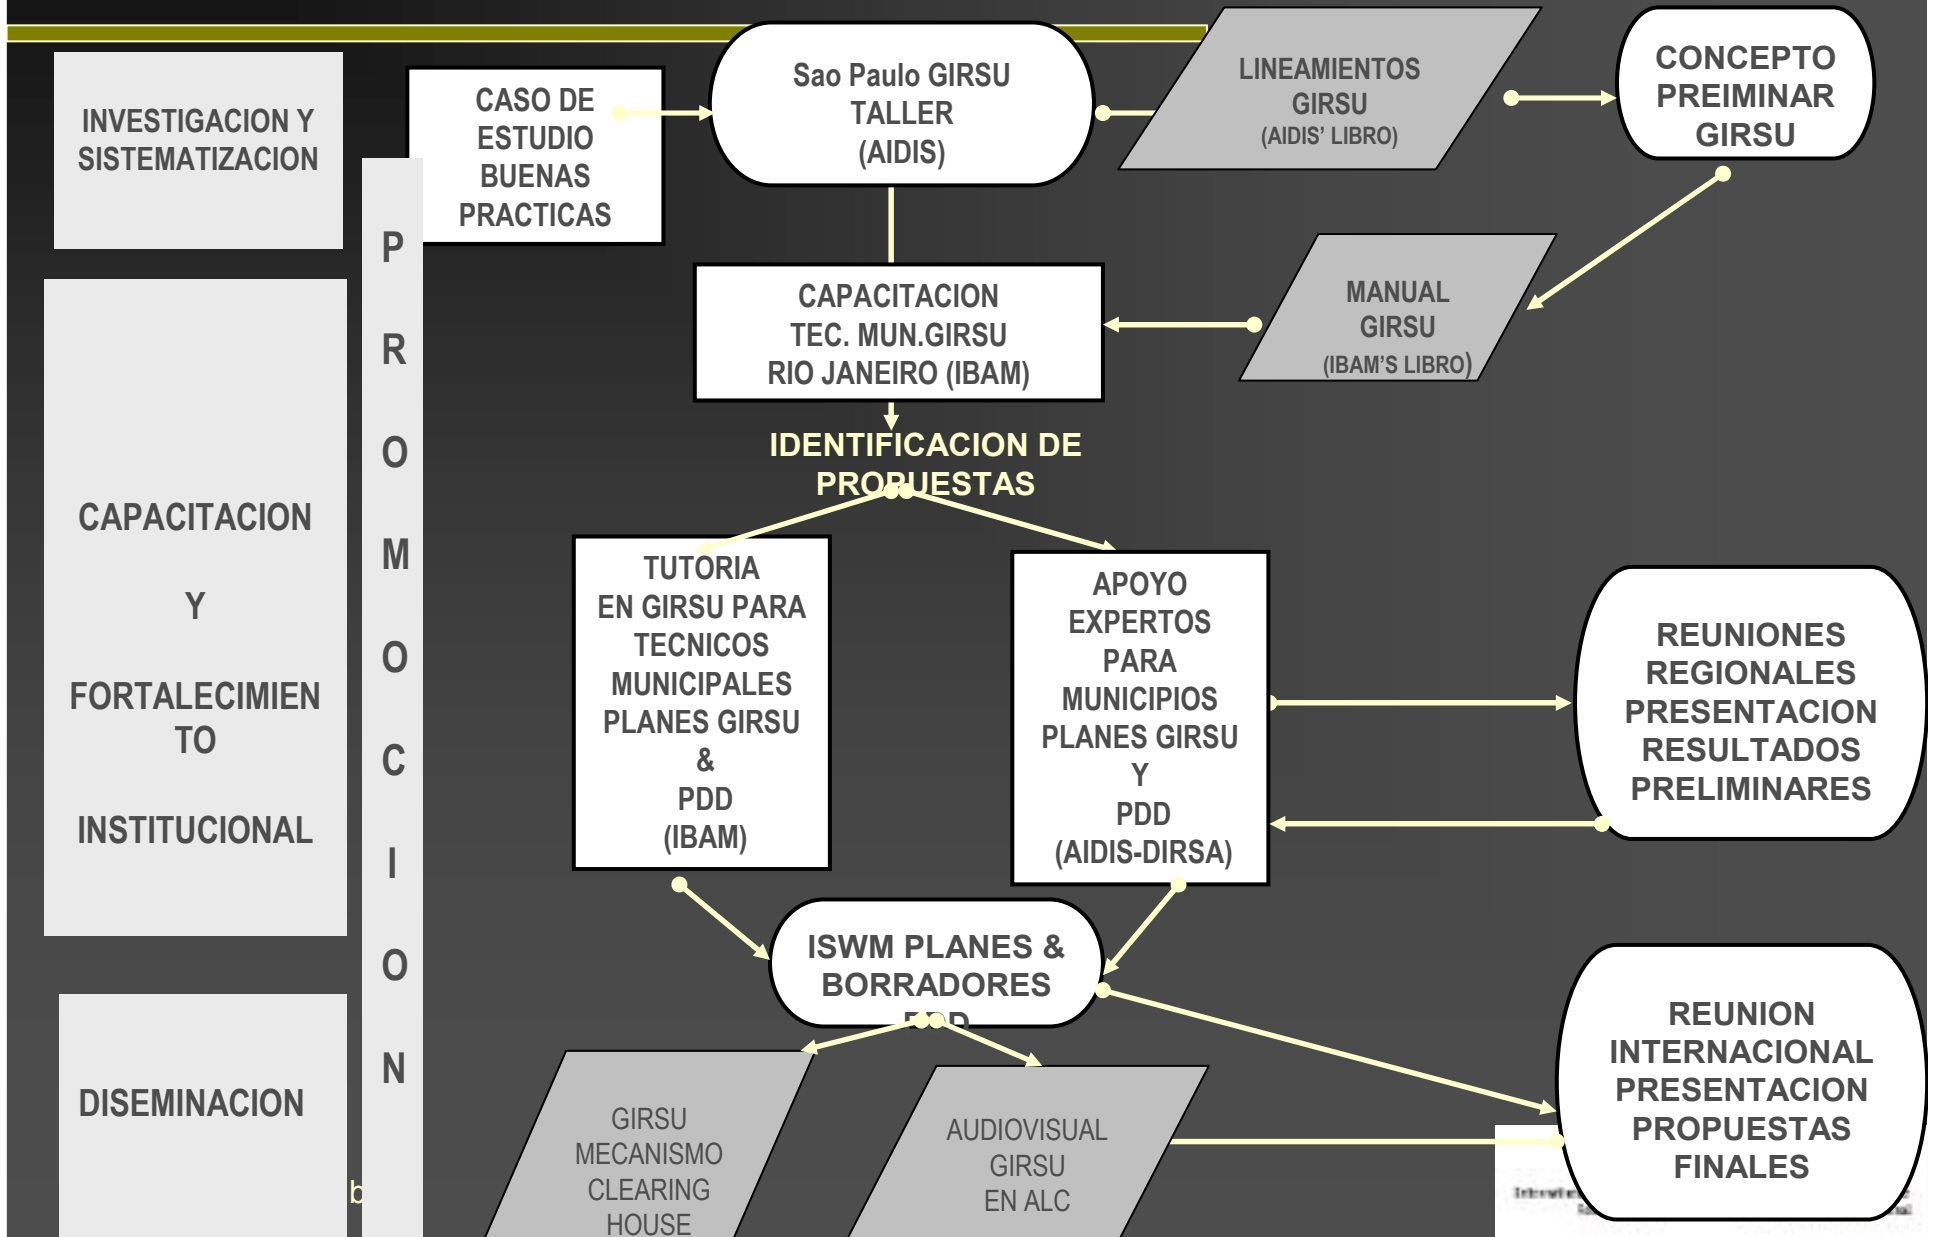 INVESTIGACION Y
SISTEMATIZACION
CASO DE
ESTUDIO
BUENAS
PRACTICAS
Sao Paulo GIRSU
TALLER
(AIDIS)
LINEAMIENTOS
GIRSU
(AIDIS’ LIBRO)
CONCEPTO
PREIMINAR
GIRSU
P
R
O
M
O
C
I
O
N
CAPACITACION
TEC. MUN.GIRSU
RIO JANEIRO (IBAM)
MANUAL
GIRSU
(IBAM’S LIBRO)
IDENTIFICACION DE
PROPUESTAS
CAPACITACION
Y
FORTALECIMIEN
TO
INSTITUCIONAL
TUTORIA
EN GIRSU PARA
TECNICOS
MUNICIPALES
PLANES GIRSU
&
PDD
(IBAM)
APOYO
EXPERTOS
PARA
MUNICIPIOS
PLANES GIRSU
Y
PDD
(AIDIS-DIRSA)
REUNIONES
REGIONALES
PRESENTACION
RESULTADOS
PRELIMINARES
ISWM PLANES &
BORRADORES
PDD
DISEMINACION
GIRSU
MECANISMO
CLEARING
HOUSE
AUDIOVISUAL
GIRSU
EN ALC
REUNION
INTERNACIONAL
PRESENTACION
PROPUESTAS
FINALES
b